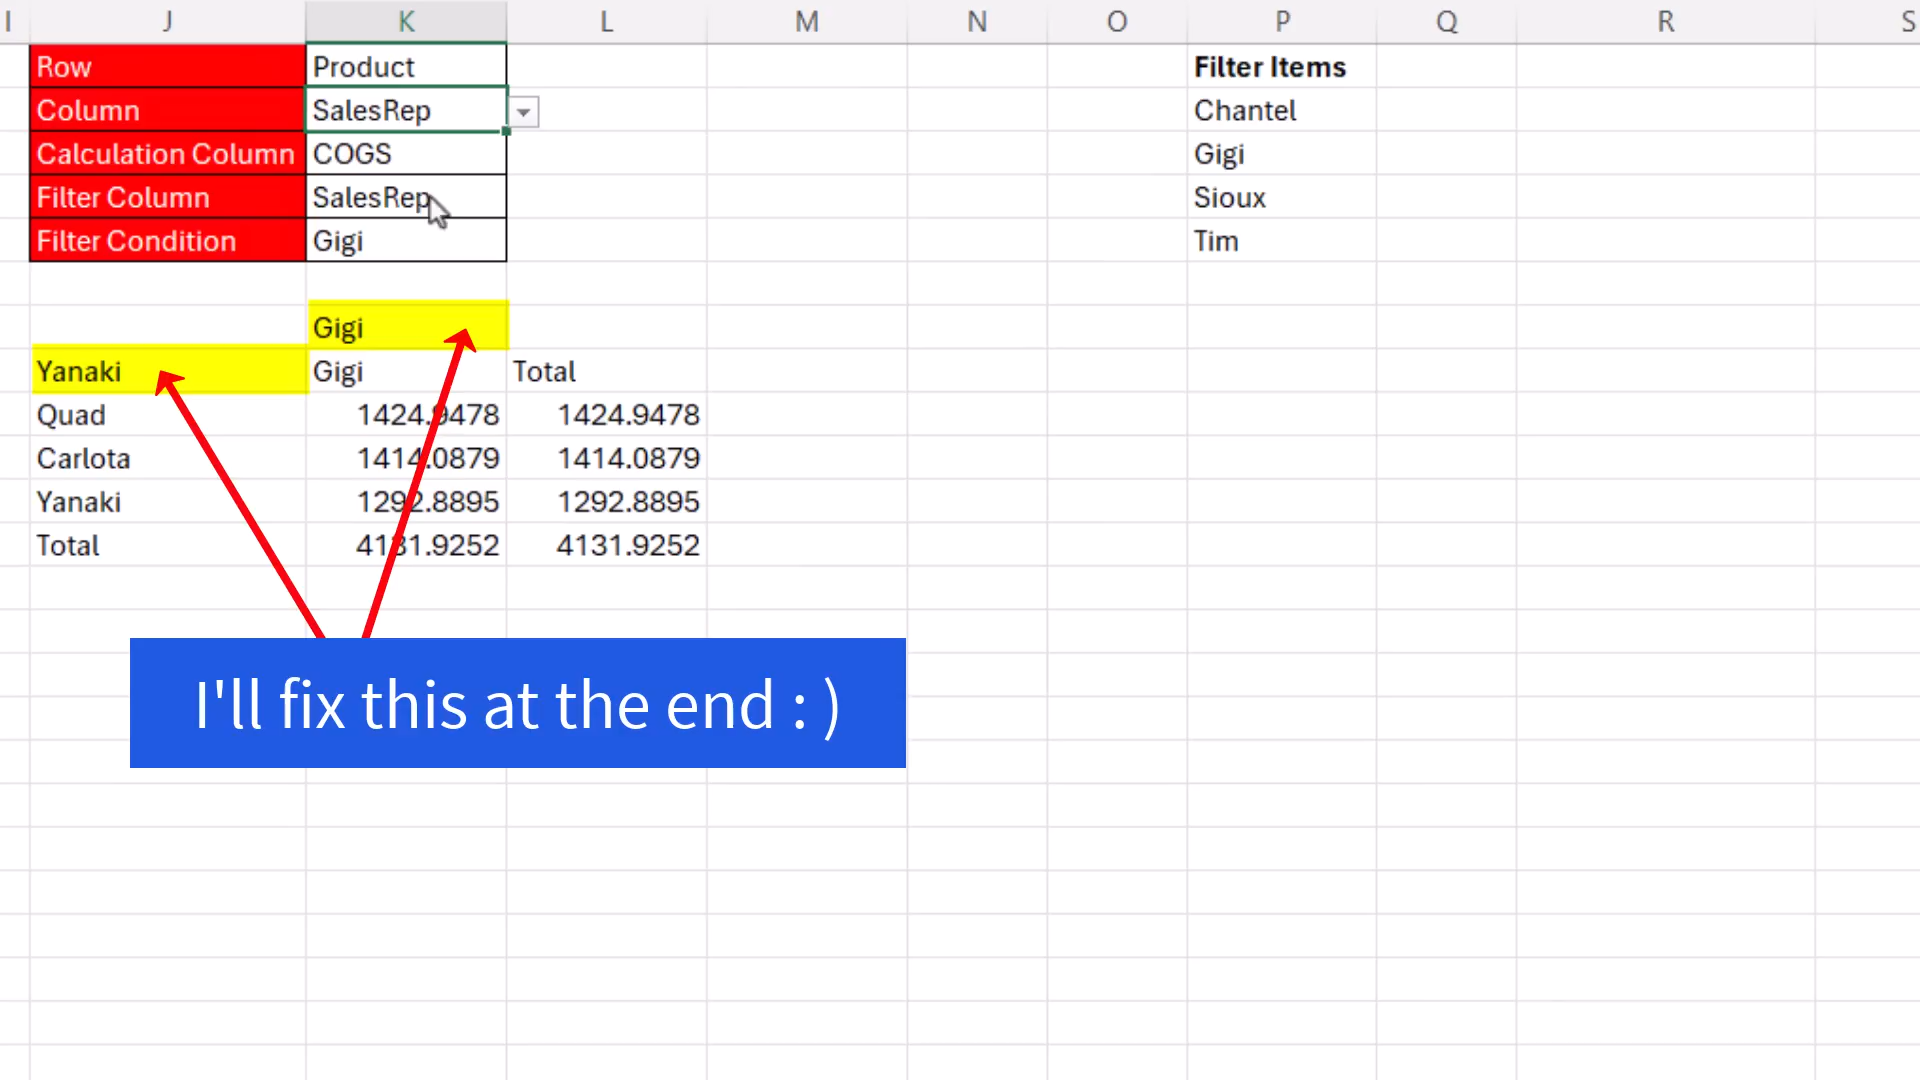 I J K L M N O P Q R S
Row Product Filter Items
Column SalesRep Chantel
Calculation Column COGS Gigi
Filter Column SalesRep Sioux
Filter Condition Gigi Tim
Gigi
Yanaki Gigi Total
Quad 1424.9478 1424.9478
Carlota 1414.0879 1414.0879
Yanaki 1292.8895 1292.8895
Total 4131.9252 4131.9252
I'll fix this at the end : )